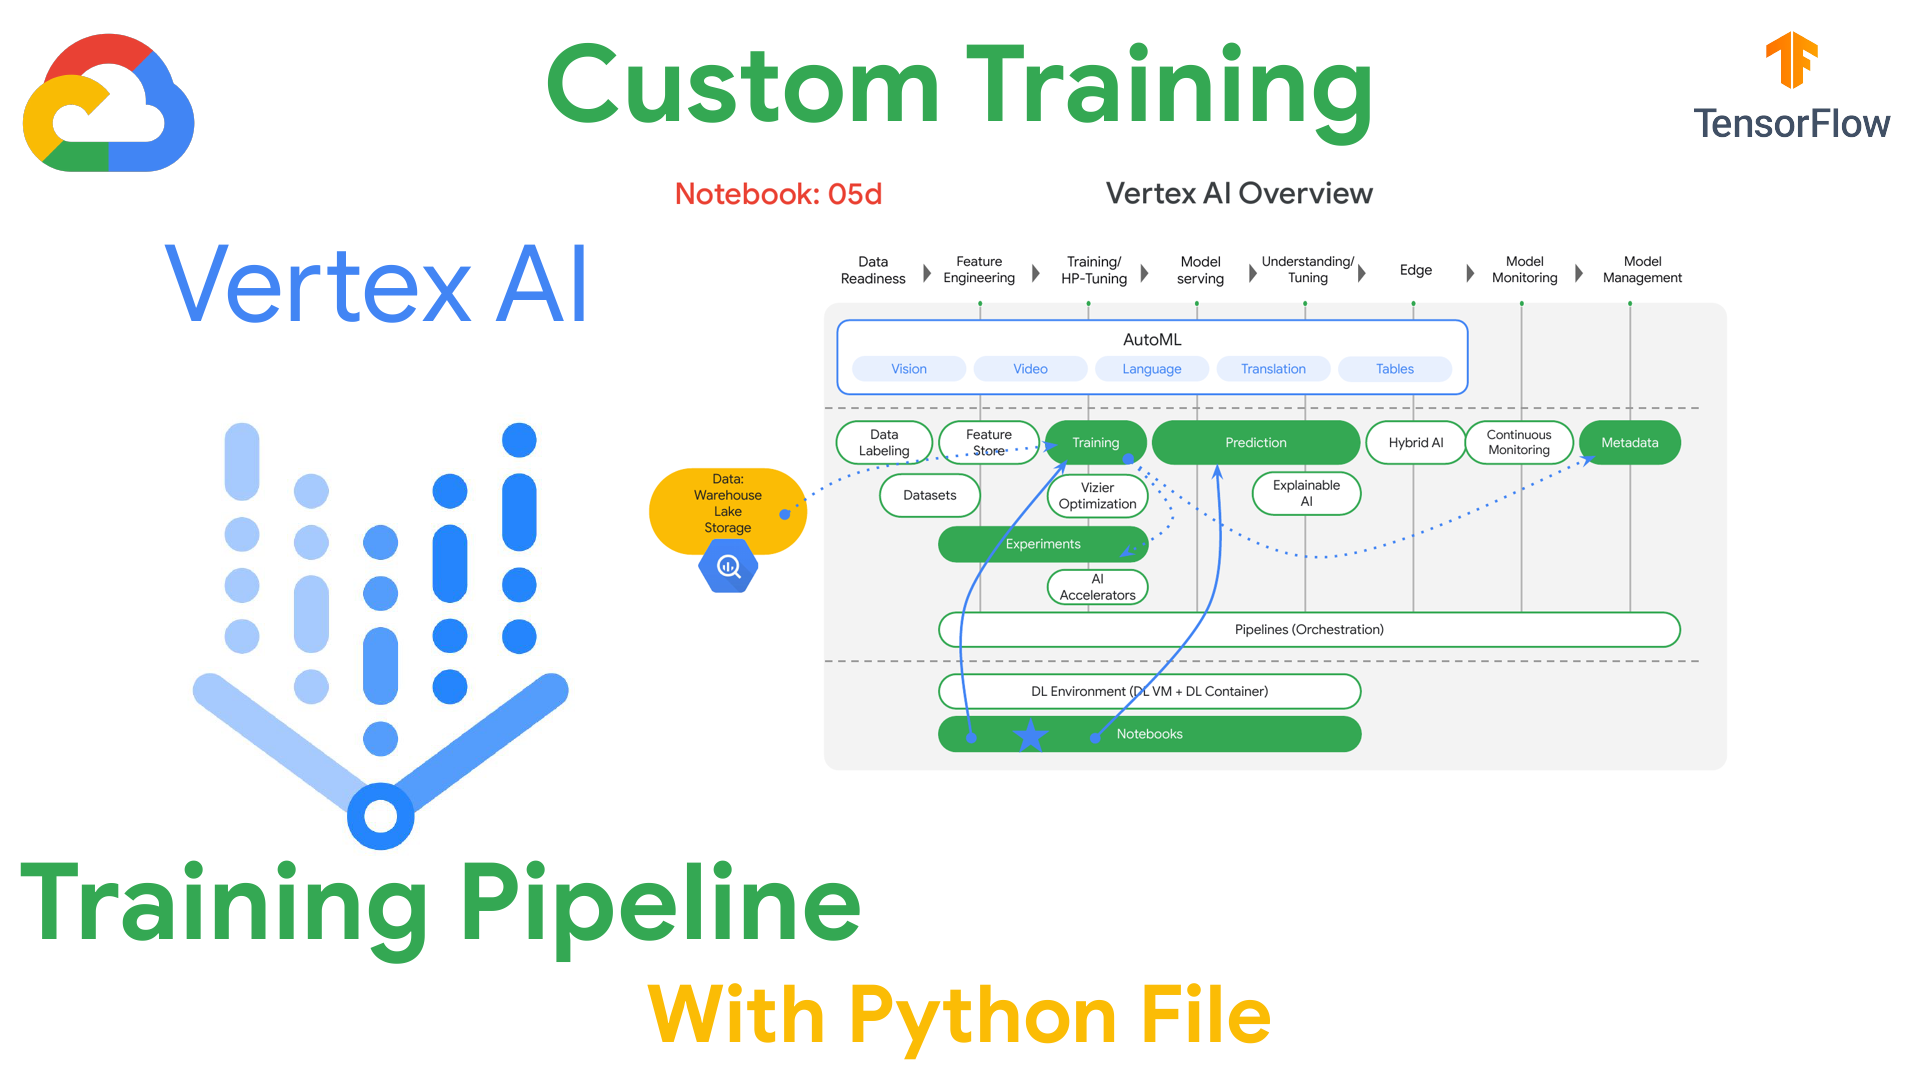 Custom Training
TensorFlow
Notebook: 05d
Vertex AI Overview
Vertex AI
Data
Readiness
Feature
Engineering
Training/
HP-Tuning
Model
serving
Understanding/
Tuning
Edge
Model
Monitoring
Model
Management
AutoML
Vision
Video
Language
Translation
Tables
Data
Labeling
Feature
Store
Training
Prediction
Hybrid AI
Continuous
Monitoring
Metadata
Data:
Warehouse
Lake
Storage
Datasets
Vizier
Optimization
Explainable
AI
Experiments
AI
Accelerators
Pipelines (Orchestration)
DL Environment (DL VM + DL Container)
Notebooks
Training Pipeline
With Python File